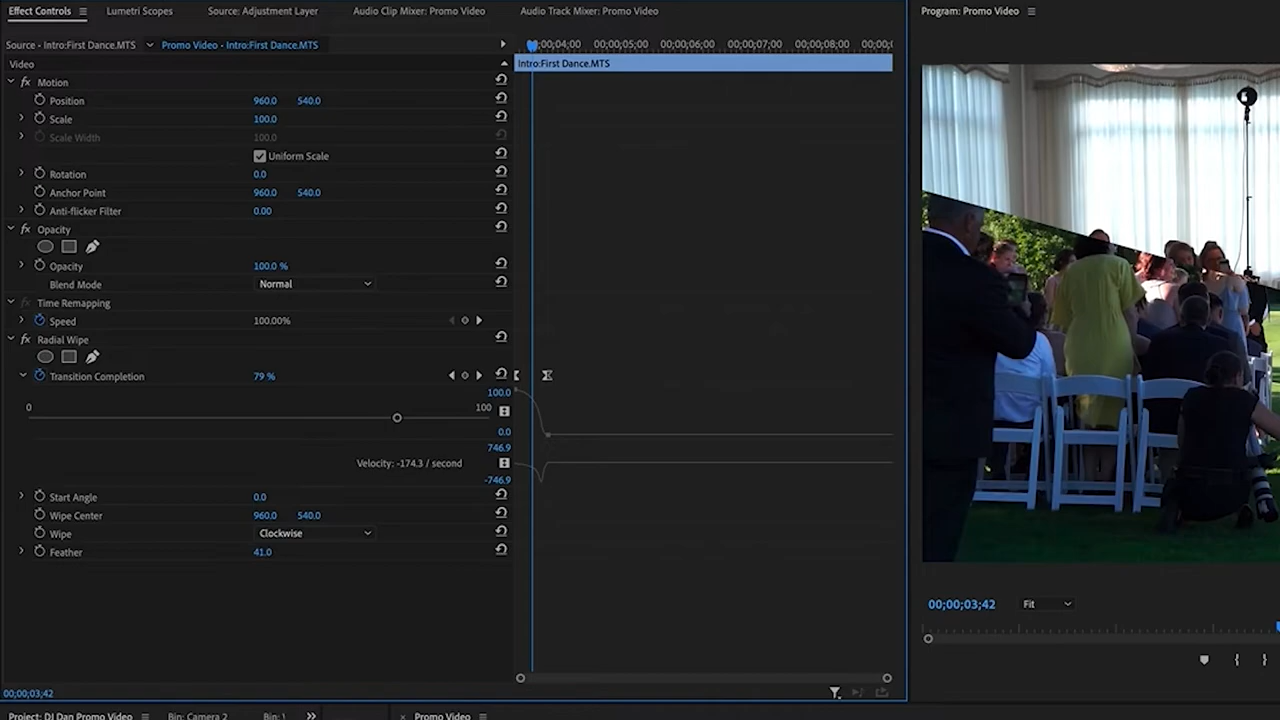 Effect Controls
Lumetri Scopes
Source: Adjustment Layer
Audio Clip Mixer: Promo Video
Audio Track Mixer: Promo Video
Program: Promo Video
Source - Intro:First Dance.MTS
Promo Video - Intro:First Dance.MTS
00;00;04;00 00;00;05;00 00;00;06;00 00;00;07;00 00;00;08;00
Video
Intro:First Dance.MTS
fx Motion
Position 960.0 540.0
Scale 100.0
Scale Width 100.0
Uniform Scale
Rotation 0.0
Anchor Point 960.0 540.0
Anti-flicker Filter 0.00
fx Opacity
Opacity 100.0 %
Blend Mode Normal
fx Time Remapping
Speed 100.00%
fx Radial Wipe
Transition Completion 79 %
100.0
0 100
0.0
746.9
Velocity: -174.3 / second
-746.9
Start Angle 0.0
Wipe Center 960.0 540.0
Wipe Clockwise
Feather 41.0
00;00;03;42 Fit
00;00;03;42
Project: DJ Dan Promo Video
Bin: Camera 2
Bin: \
Promo Video